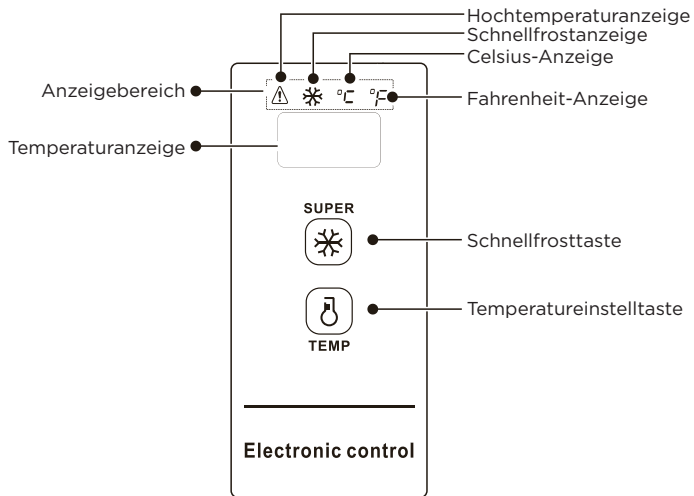 Hochtemperaturanzeige
Schnellfrostanzeige
Celsius-Anzeige
Anzeigebereich
°C °F
Fahrenheit-Anzeige
Temperaturanzeige
SUPER
Schnellfrosttaste
Temperatureinstelltaste
TEMP
Electronic control